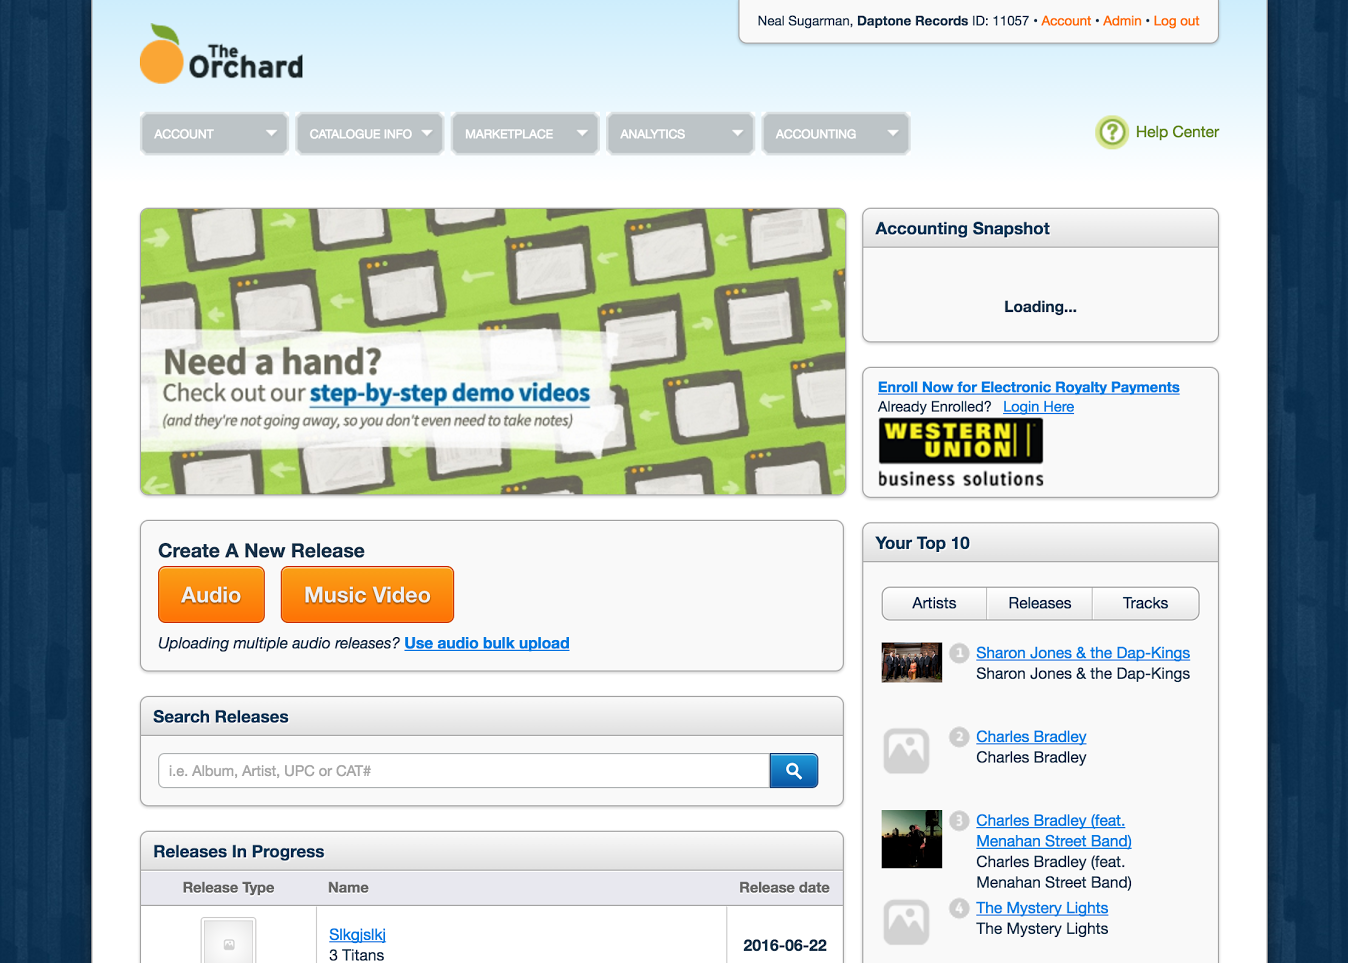 Neal Sugarman, Daptone Records ID: 11057 • Account • Admin • Log out
The
Orchard
ACCOUNT
CATALOGUE INFO
MARKETPLACE
ANALYTICS
ACCOUNTING
? Help Center
Need a hand?
Check out our step-by-step demo videos
(and they're not going away, so you don't even need to take notes)
Accounting Snapshot
Loading...
Enroll Now for Electronic Royalty Payments
Already Enrolled? Login Here
WESTERN
UNION
business solutions
Create A New Release
Audio
Music Video
Uploading multiple audio releases? Use audio bulk upload
Search Releases
i.e. Album, Artist, UPC or CAT#
Releases In Progress
Release Type
Name
Release date
Slkgjslkj
3 Titans
2016-06-22
Your Top 10
Artists
Releases
Tracks
1 Sharon Jones & the Dap-Kings
Sharon Jones & the Dap-Kings
2 Charles Bradley
Charles Bradley
3 Charles Bradley (feat.
Menahan Street Band)
Charles Bradley (feat.
Menahan Street Band)
4 The Mystery Lights
The Mystery Lights